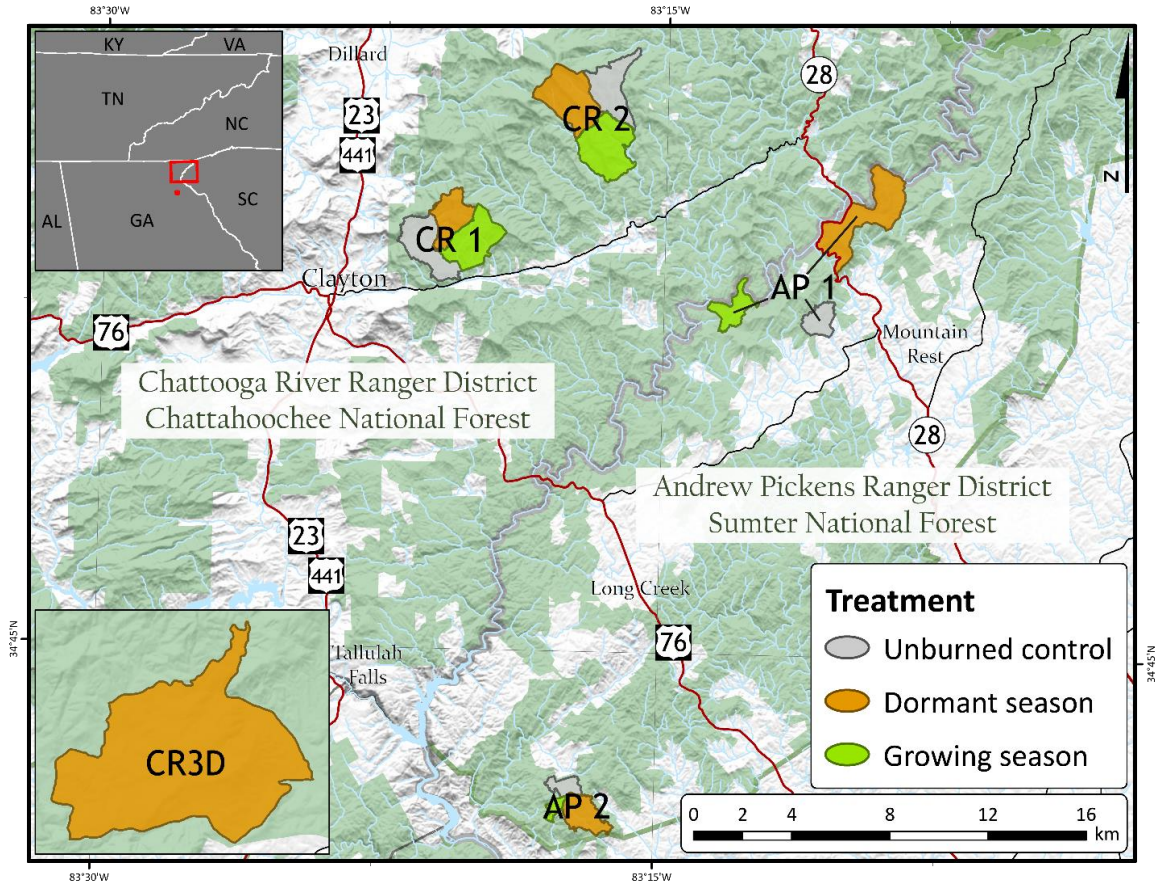 83°30'W
83°15'W
KY
VA
TN
NC
SC
AL
GA
Dillard
23
441
28
CR 2
CR 1
Z
Clayton
AP 1
76
Mountain
Rest
Chattooga River Ranger District
Chattahoochee National Forest
28
Andrew Pickens Ranger District
Sumter National Forest
23
441
Long Creek
76
34°45'N
34°45'N
Tallulah
Falls
CR3D
AP 2
Treatment
Unburned control
Dormant season
Growing season
0 2 4 8 12 16
km
83°30'W
83°15'W